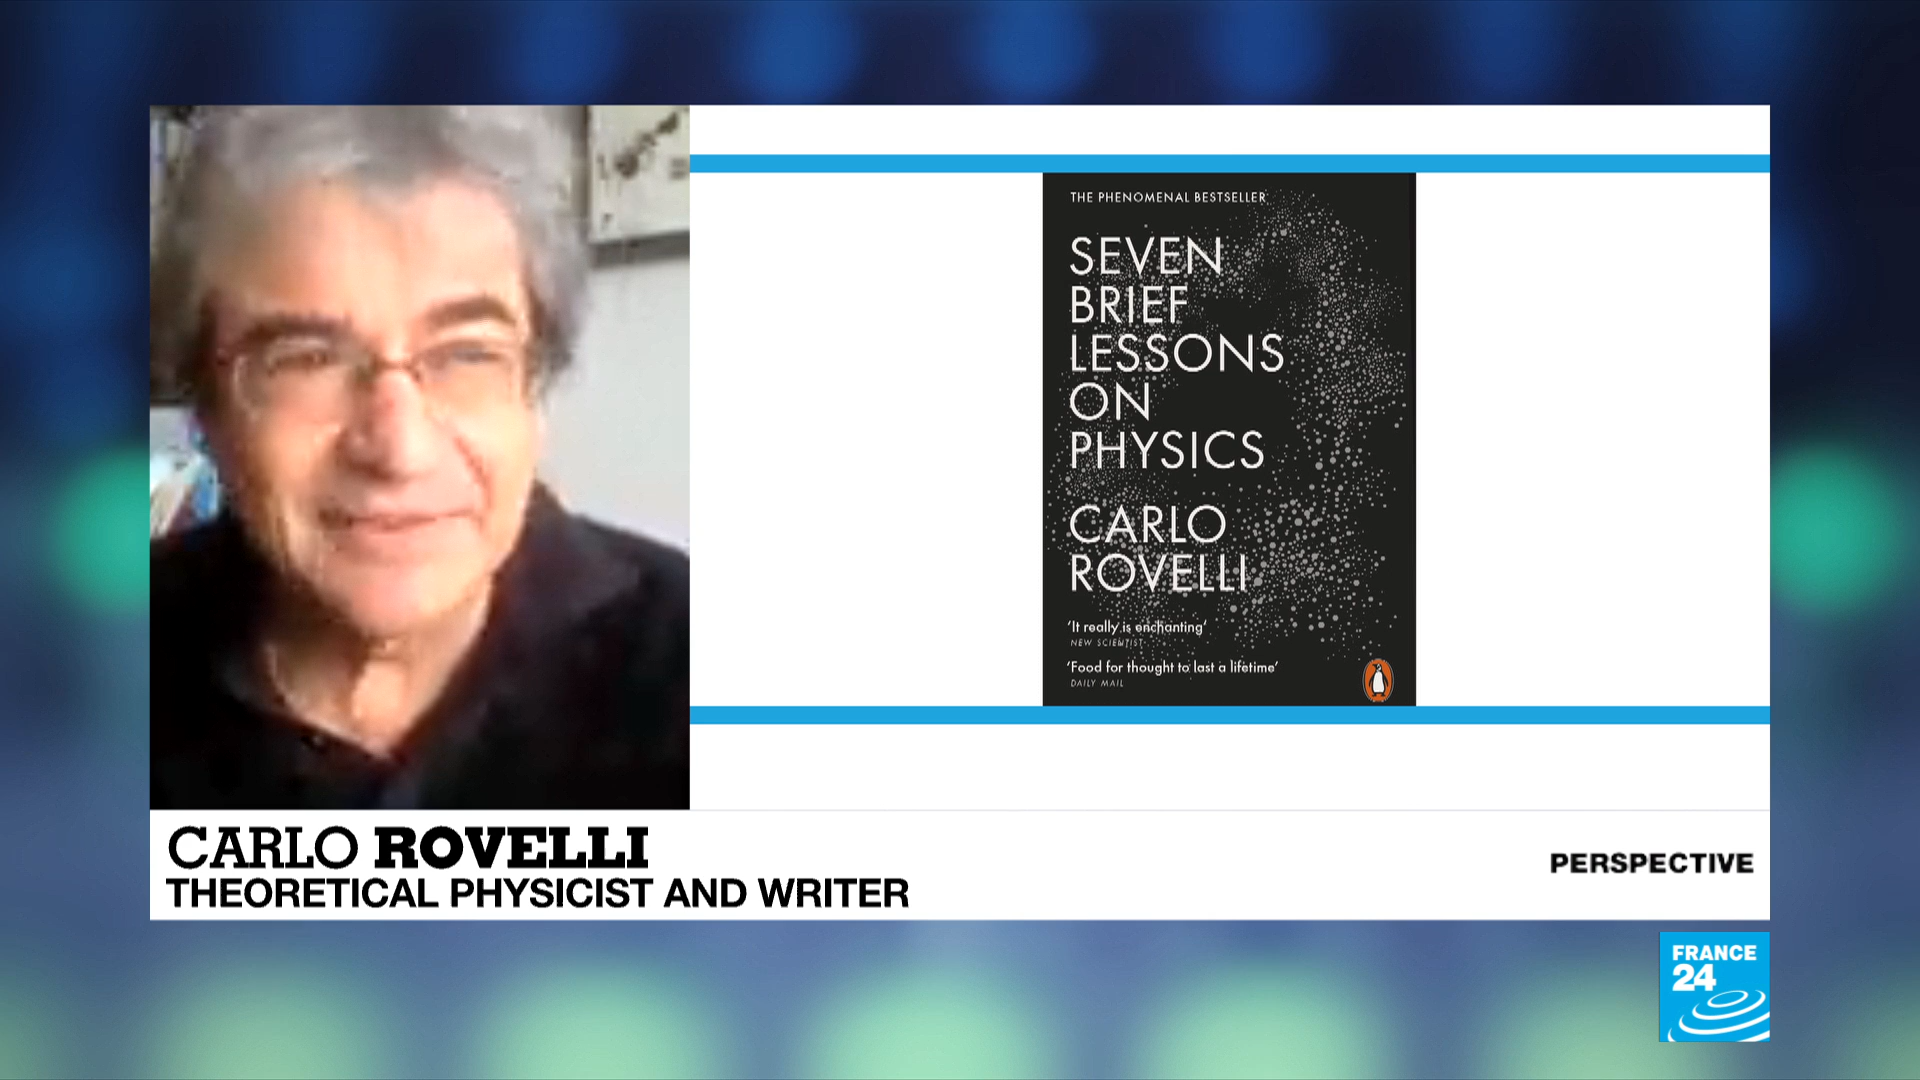 THE PHENOMENAL BESTSELLER
SEVEN
BRIEF
LESSONS
ON
PHYSICS
CARLO
ROVELLI
‘It really is enchanting’
NEW SCIENTIST
‘Food for thought to last a lifetime’
DAILY MAIL
CARLO ROVELLI
THEORETICAL PHYSICIST AND WRITER
PERSPECTIVE
FRANCE
24